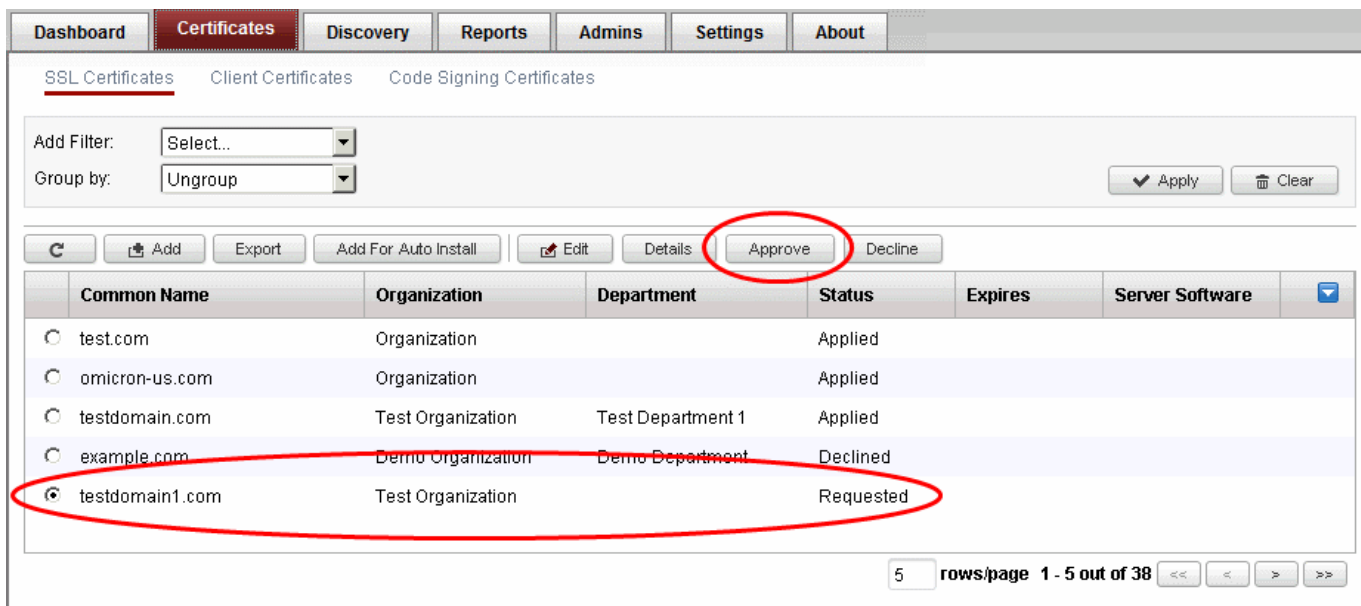 Dashboard Certificates Discovery Reports Admins Settings About
SSL Certificates Client Certificates Code Signing Certificates
Add Filter: Select...
Group by: Ungroup Apply Clear
Add Export Add For Auto Install Edit Details Approve Decline
Common Name Organization Department Status Expires Server Software
test.com Organization Applied
omicron-us.com Organization Applied
testdomain.com Test Organization Test Department 1 Applied
example.com Demo Organization Demo Department Declined
testdomain1.com Test Organization Requested
5 rows/page 1 - 5 out of 38 << < > >>